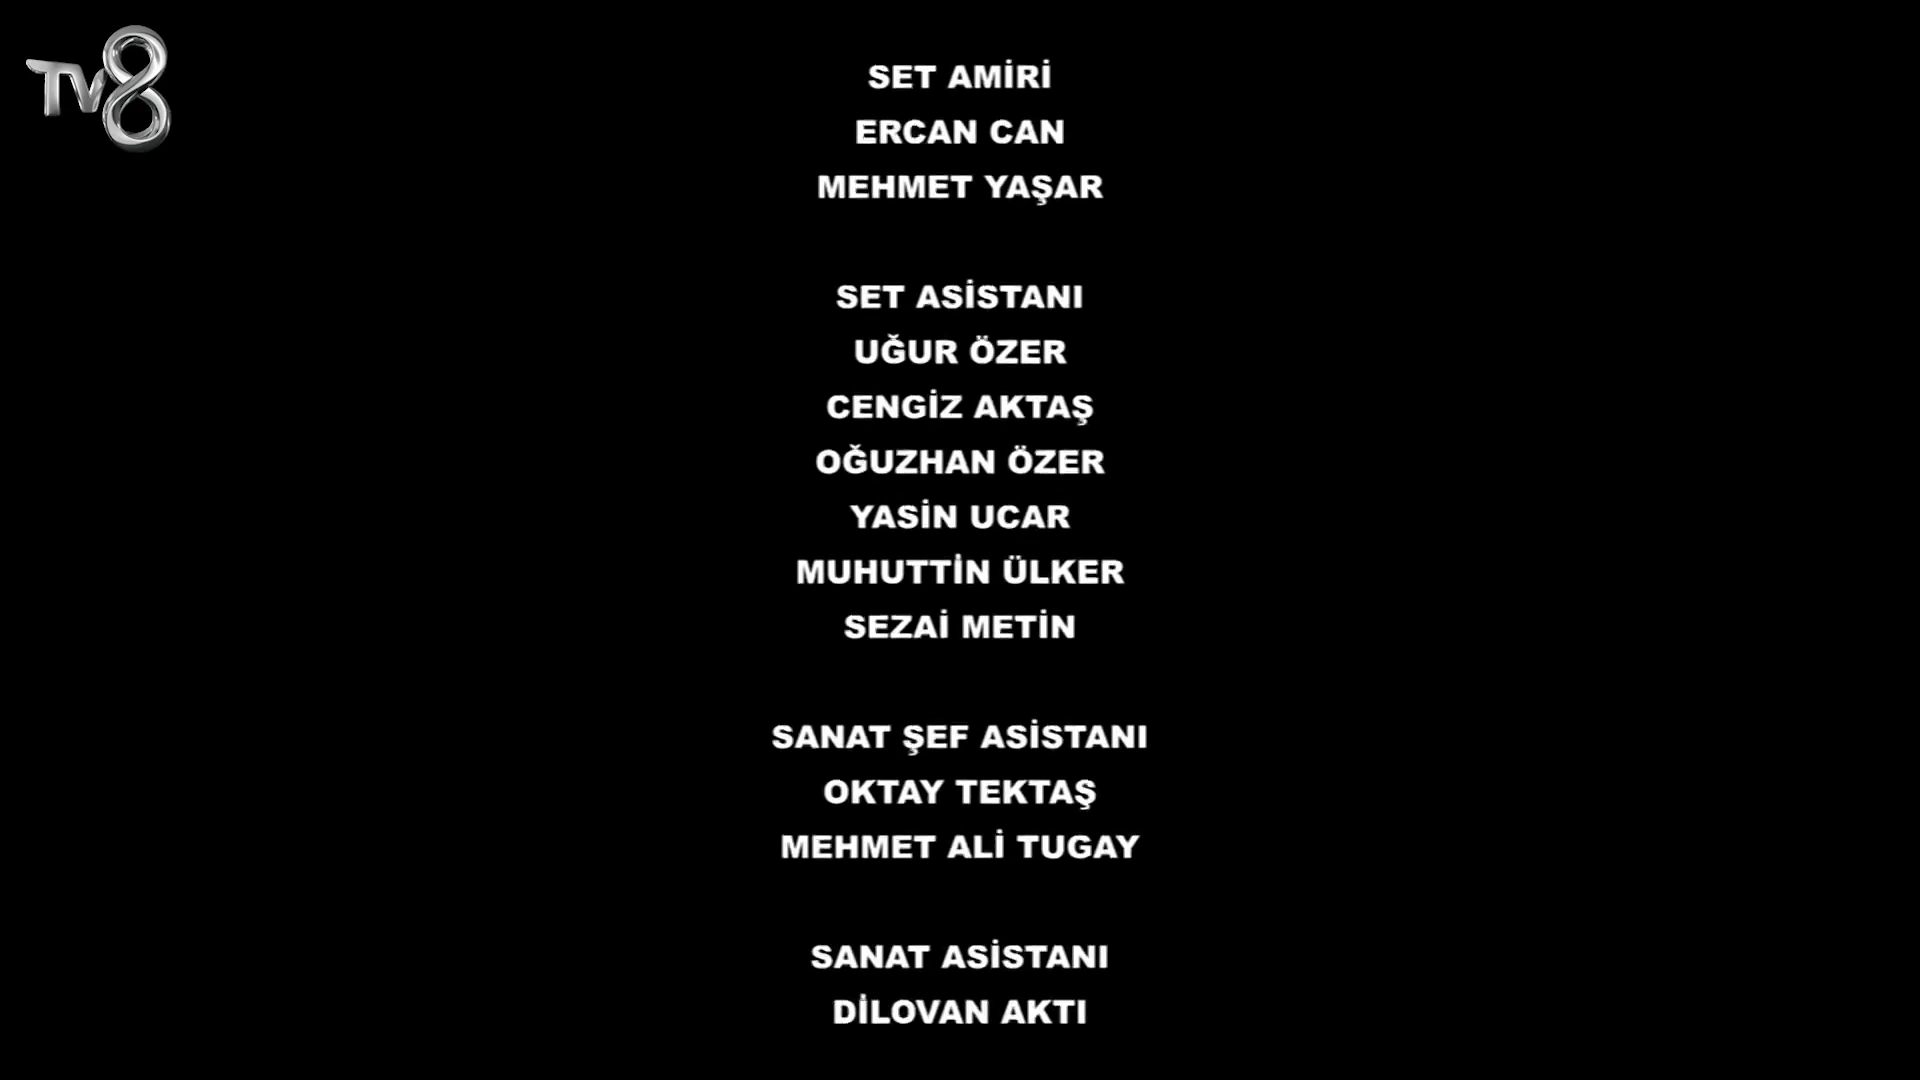 TV8
SET AMİRİ
ERCAN CAN
MEHMET YAŞAR
SET ASİSTANI
UĞUR ÖZER
CENGİZ AKTAŞ
OĞUZHAN ÖZER
YASİN UCAR
MUHUTTİN ÜLKER
SEZAİ METİN
SANAT ŞEF ASİSTANI
OKTAY TEKTAŞ
MEHMET ALİ TUGAY
SANAT ASİSTANI
DİLOVAN AKTI